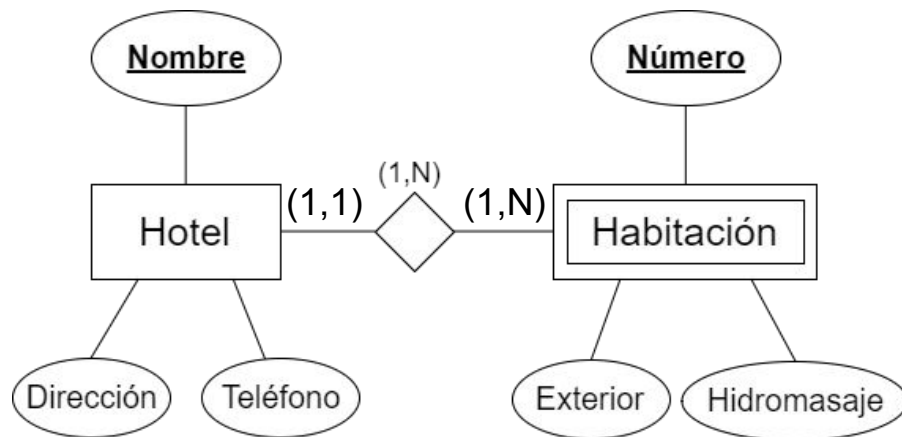 Nombre
Número
(1,N)
(1,1)
(1,N)
Hotel
Habitación
Dirección
Teléfono
Exterior
Hidromasaje